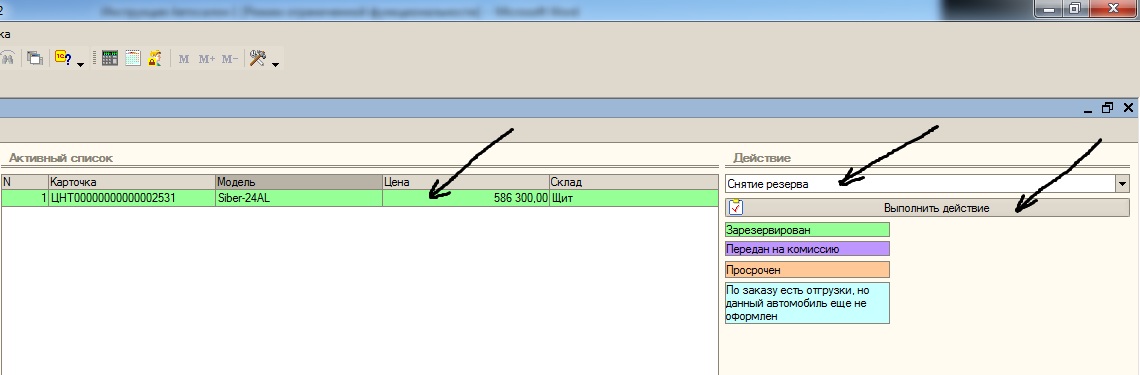 2
ка
1С?
M M+ M−
Активный список
N Карточка Модель Цена Склад
1 ЦНТ00000000000002531 Siber-24AL 586 300,00 Щит
Действие
Снятие резерва
Выполнить действие
Зарезервирован
Передан на комиссию
Просрочен
По заказу есть отгрузки, но
данный автомобиль еще не
оформлен